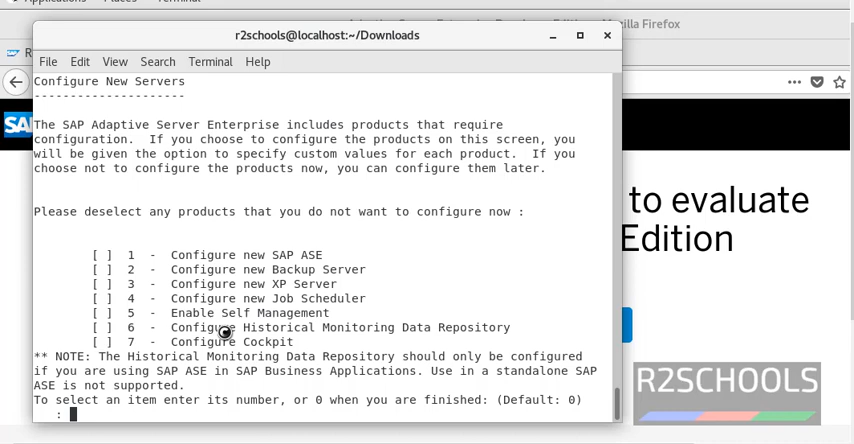 Applications Places Terminal
Mozilla Firefox
r2schools@localhost:~/Downloads
File Edit View Search Terminal Help
Configure New Servers
---------------------
The SAP Adaptive Server Enterprise includes products that require
configuration. If you choose to configure the products on this screen, you
will be given the option to specify custom values for each product. If you
choose not to configure the products now, you can configure them later.
Please deselect any products that you do not want to configure now :
[ ] 1 - Configure new SAP ASE
[ ] 2 - Configure new Backup Server
[ ] 3 - Configure new XP Server
[ ] 4 - Configure new Job Scheduler
[ ] 5 - Enable Self Management
[ ] 6 - Configure Historical Monitoring Data Repository
[ ] 7 - Configure Cockpit
** NOTE: The Historical Monitoring Data Repository should only be configured
if you are using SAP ASE in SAP Business Applications. Use in a standalone SAP
ASE is not supported.
To select an item enter its number, or 0 when you are finished: (Default: 0)
:
to evaluate
Edition
R2SCHOOLS